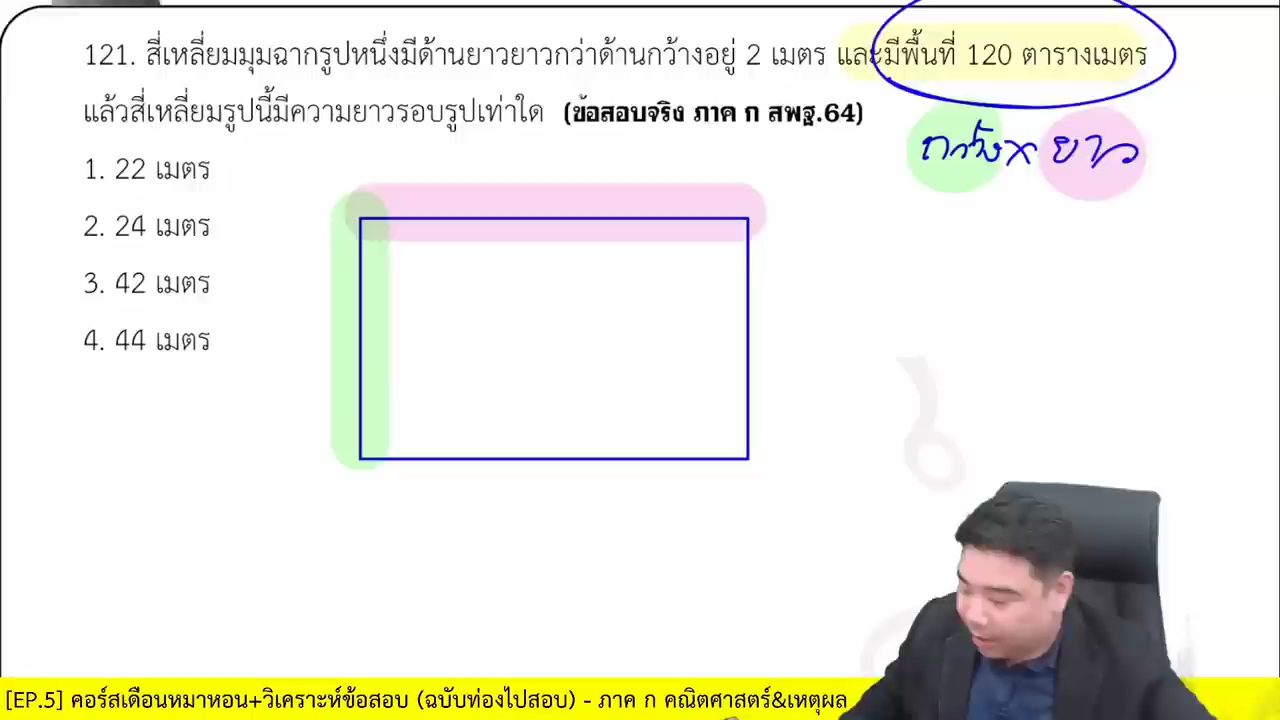 121. สี่เหลี่ยมมุมฉากรูปหนึ่งมีด้านยาวยาวกว่าด้านกว้างอยู่ 2 เมตร และมีพื้นที่ 120 ตารางเมตร
แล้วสี่เหลี่ยมรูปนี้มีความยาวรอบรูปเท่าใด (ข้อสอบจริง ภาค ก สพฐ.64)
กว้าง × ยาว
1. 22 เมตร
2. 24 เมตร
3. 42 เมตร
4. 44 เมตร
[EP.5] คอร์สเดือนหมาหอน+วิเคราะห์ข้อสอบ (ฉบับท่องไปสอบ) - ภาค ก คณิตศาสตร์&เหตุผล